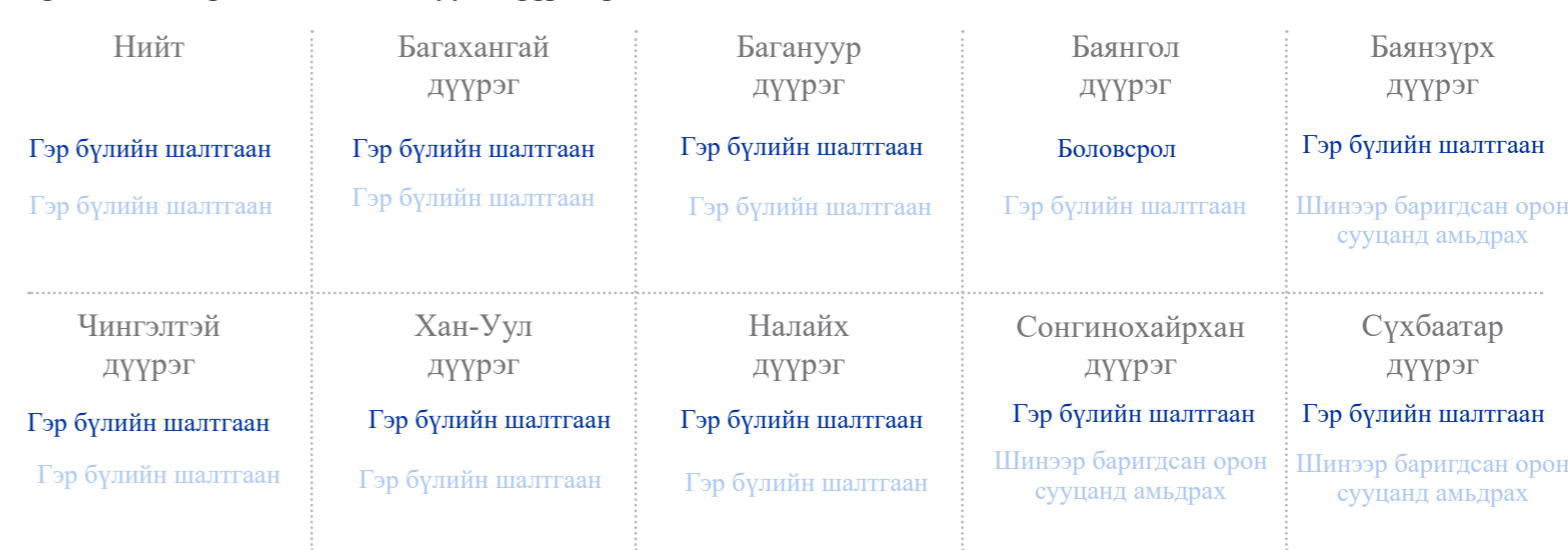 Нийт
Багахангай
дүүрэг
Багануур
дүүрэг
Баянгол
дүүрэг
Баянзүрх
дүүрэг
Гэр бүлийн шалтгаан
Гэр бүлийн шалтгаан
Гэр бүлийн шалтгаан
Боловсрол
Гэр бүлийн шалтгаан
Гэр бүлийн шалтгаан
Гэр бүлийн шалтгаан
Гэр бүлийн шалтгаан
Гэр бүлийн шалтгаан
Шинээр баригдсан орон
сууцанд амьдрах
Чингэлтэй
дүүрэг
Хан-Уул
дүүрэг
Налайх
дүүрэг
Сонгинохайрхан
дүүрэг
Сүхбаатар
дүүрэг
Гэр бүлийн шалтгаан
Гэр бүлийн шалтгаан
Гэр бүлийн шалтгаан
Гэр бүлийн шалтгаан
Гэр бүлийн шалтгаан
Гэр бүлийн шалтгаан
Гэр бүлийн шалтгаан
Гэр бүлийн шалтгаан
Шинээр баригдсан орон
сууцанд амьдрах
Шинээр баригдсан орон
сууцанд амьдрах